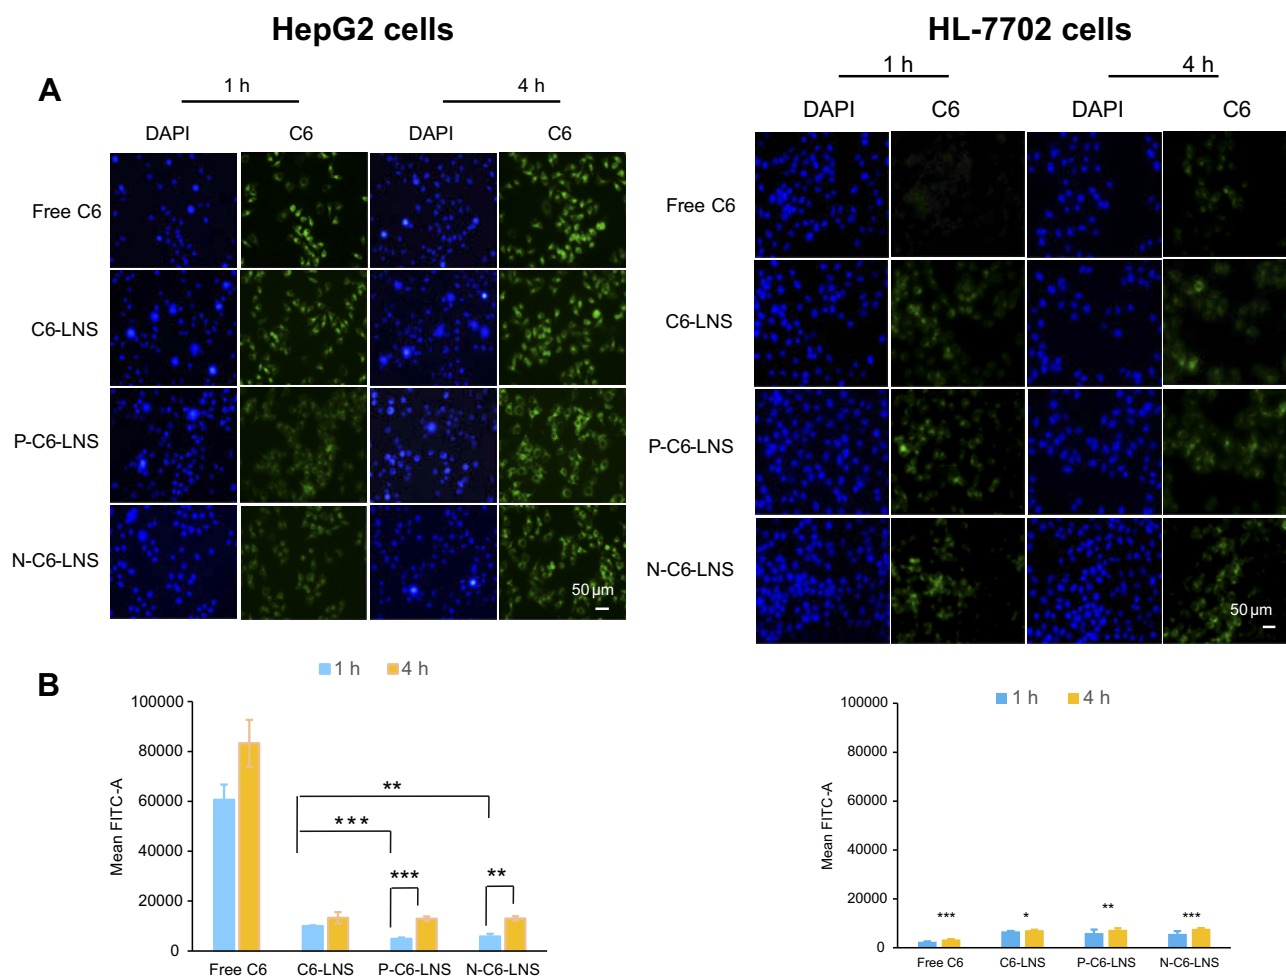 HepG2 cells
HL-7702 cells
A
1 h
4 h
DAPI
C6
DAPI
C6
Free C6
C6-LNS
P-C6-LNS
N-C6-LNS
50 µm
1 h
4 h
DAPI
C6
DAPI
C6
Free C6
C6-LNS
P-C6-LNS
N-C6-LNS
50 µm
B
1 h 4 h
Mean FITC-A
100000
80000
60000
40000
20000
0
**
***
***
**
Free C6 C6-LNS P-C6-LNS N-C6-LNS
1 h 4 h
Mean FITC-A
100000
80000
60000
40000
20000
0
*** * ** ***
Free C6 C6-LNS P-C6-LNS N-C6-LNS